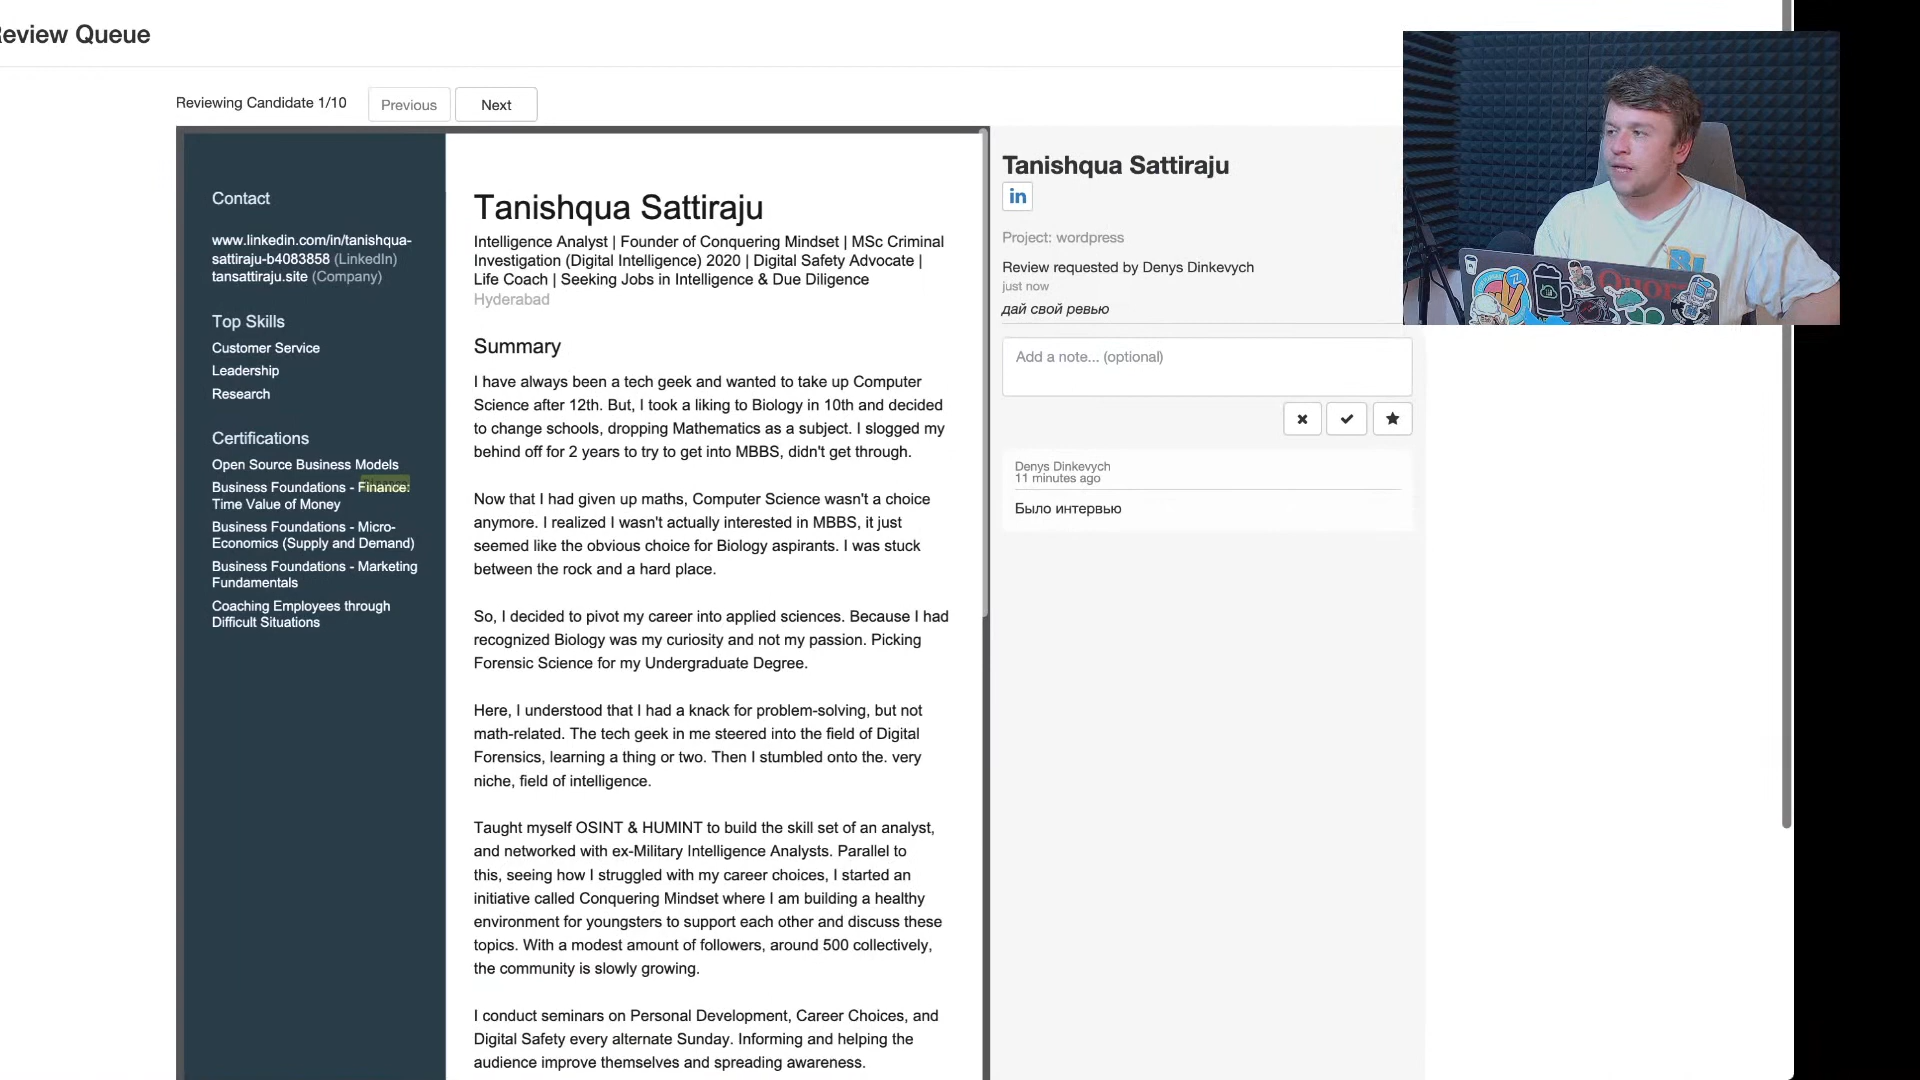 Review Queue
Reviewing Candidate 1/10
Previous
Next
Contact
www.linkedin.com/in/tanishqua-
sattiraju-b4083858 (LinkedIn)
tansattiraju.site (Company)
Top Skills
Customer Service
Leadership
Research
Certifications
Open Source Business Models
Business Foundations - Finance:
Time Value of Money
Business Foundations - Micro-
Economics (Supply and Demand)
Business Foundations - Marketing
Fundamentals
Coaching Employees through
Difficult Situations
Tanishqua Sattiraju
Intelligence Analyst | Founder of Conquering Mindset | MSc Criminal
Investigation (Digital Intelligence) 2020 | Digital Safety Advocate |
Life Coach | Seeking Jobs in Intelligence & Due Diligence
Hyderabad
Summary
I have always been a tech geek and wanted to take up Computer
Science after 12th. But, I took a liking to Biology in 10th and decided
to change schools, dropping Mathematics as a subject. I slogged my
behind off for 2 years to try to get into MBBS, didn't get through.
Now that I had given up maths, Computer Science wasn't a choice
anymore. I realized I wasn't actually interested in MBBS, it just
seemed like the obvious choice for Biology aspirants. I was stuck
between the rock and a hard place.
So, I decided to pivot my career into applied sciences. Because I had
recognized Biology was my curiosity and not my passion. Picking
Forensic Science for my Undergraduate Degree.
Here, I understood that I had a knack for problem-solving, but not
math-related. The tech geek in me steered into the field of Digital
Forensics, learning a thing or two. Then I stumbled onto the. very
niche, field of intelligence.
Taught myself OSINT & HUMINT to build the skill set of an analyst,
and networked with ex-Military Intelligence Analysts. Parallel to
this, seeing how I struggled with my career choices, I started an
initiative called Conquering Mindset where I am building a healthy
environment for youngsters to support each other and discuss these
topics. With a modest amount of followers, around 500 collectively,
the community is slowly growing.
I conduct seminars on Personal Development, Career Choices, and
Digital Safety every alternate Sunday. Informing and helping the
audience improve themselves and spreading awareness.
Tanishqua Sattiraju
in
Project: wordpress
Review requested by Denys Dinkevych
just now
дай свой ревью
Add a note... (optional)
Denys Dinkevych
11 minutes ago
Было интервью